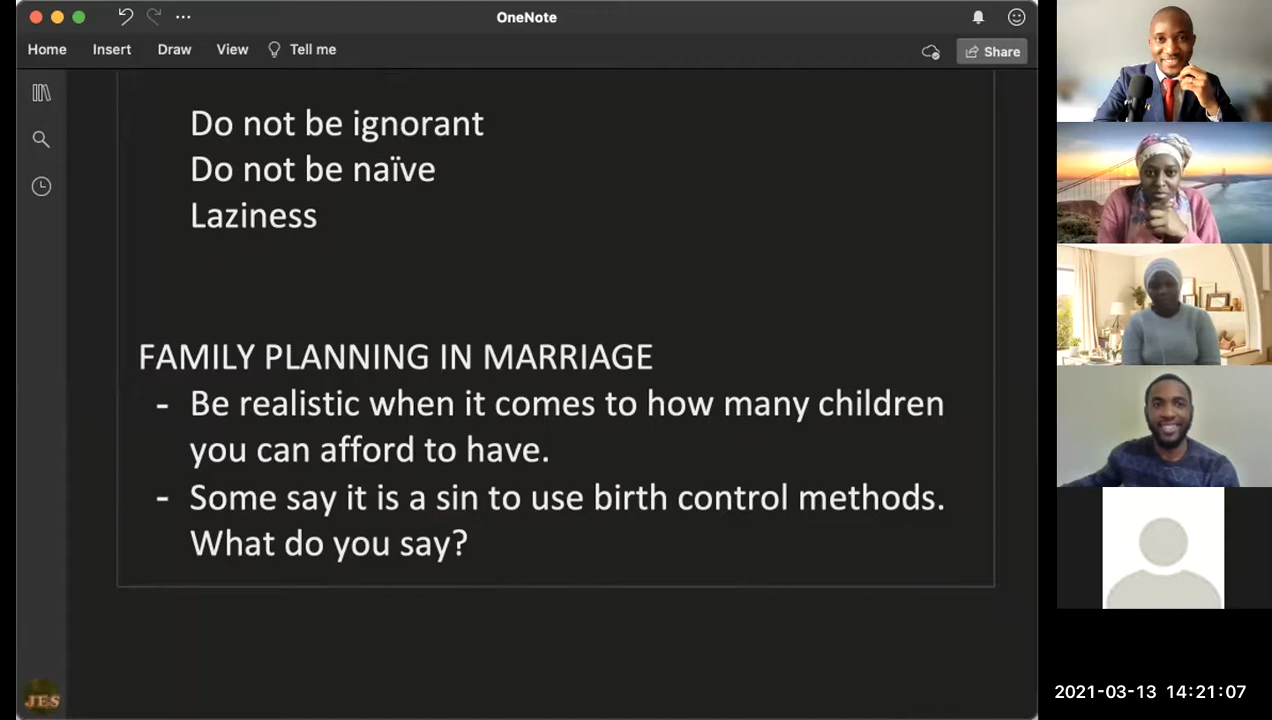 OneNote
Home Insert Draw View Tell me Share
Do not be ignorant
Do not be naïve
Laziness
FAMILY PLANNING IN MARRIAGE
- Be realistic when it comes to how many children
you can afford to have.
- Some say it is a sin to use birth control methods.
What do you say?
JES
2021-03-13 14:21:07